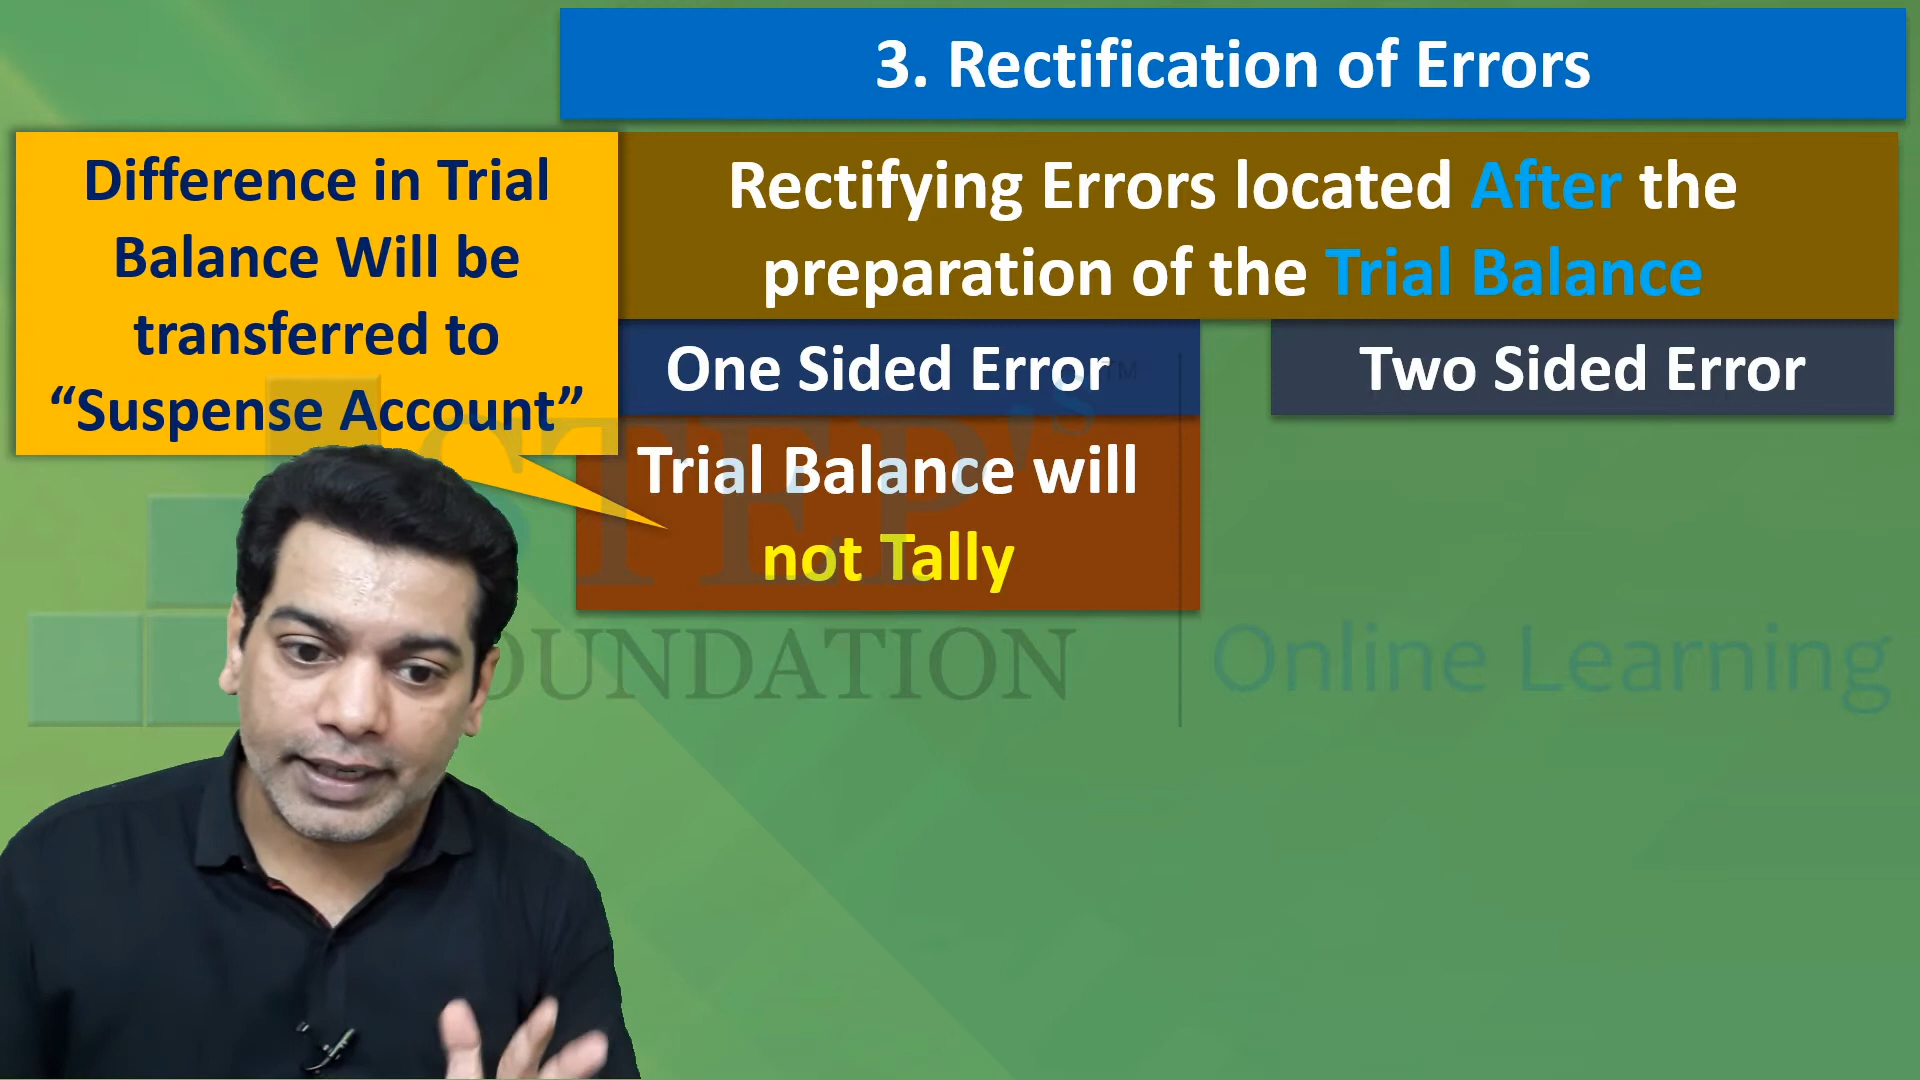 3. Rectification of Errors
Difference in Trial
Balance Will be
transferred to
“Suspense Account”
Rectifying Errors located After the
preparation of the Trial Balance
One Sided Error
Two Sided Error
Trial Balance will
not Tally
STEP's
TM
FOUNDATION
Online Learning